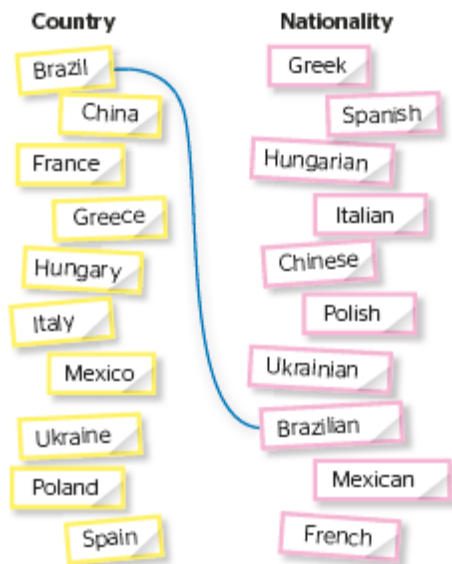 Country
Brazil
China
France
Greece
Hungary
Italy
Mexico
Ukraine
Poland
Spain
Nationality
Greek
Spanish
Hungarian
Italian
Chinese
Polish
Ukrainian
Brazilian
Mexican
French